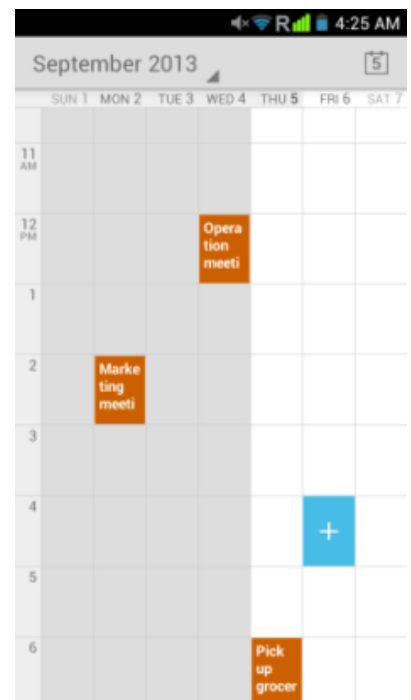 R 4:25 AM
September 2013 5
SUN 1 MON 2 TUE 3 WED 4 THU 5 FRI 6 SAT 7
11
AM
12
PM
Opera
tion
meeti
1
2
Marke
ting
meeti
3
4
+
5
6
Pick
up
grocer